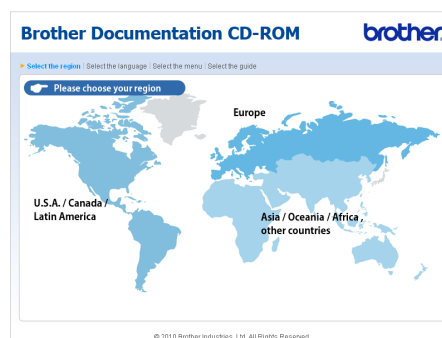 Brother Documentation CD-ROM
brother
Select the region | Select the language | Select the menu | Select the guide
Please choose your region
Europe
U.S.A. / Canada /
Latin America
Asia / Oceania / Africa ,
other countries
© 2010 Brother Industries, Ltd. All Rights Reserved.